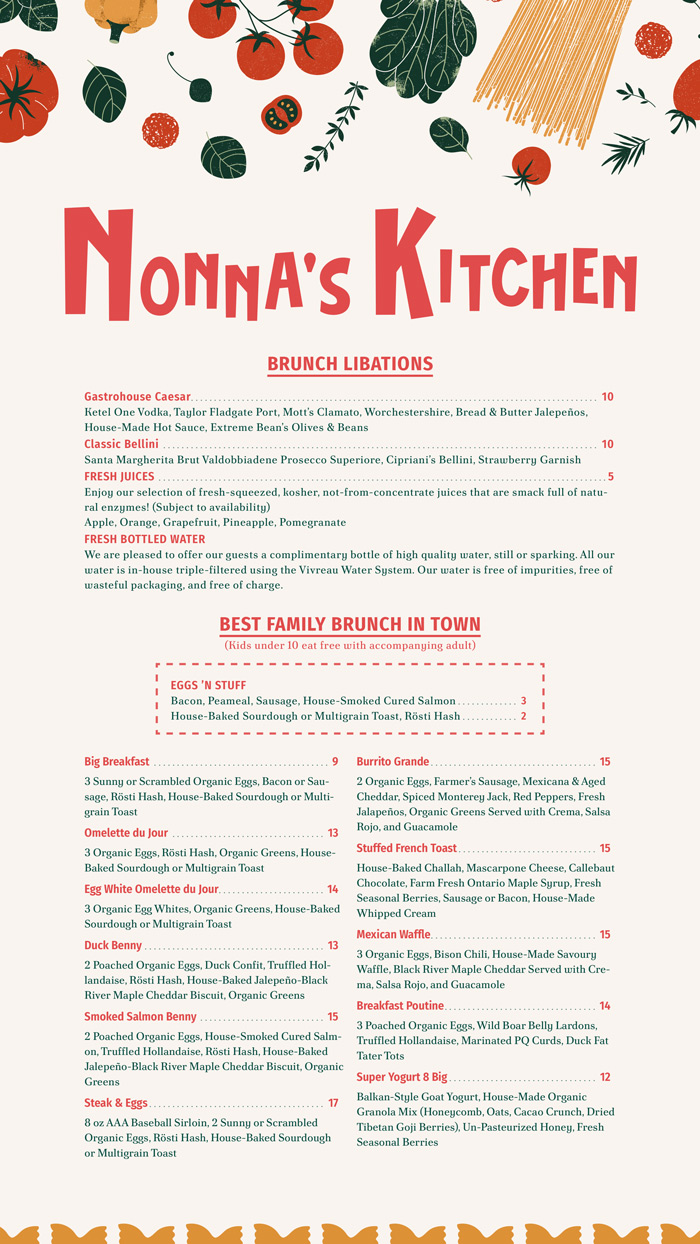 Nonna's Kitchen
BRUNCH LIBATIONS
Gastrohouse Caesar 10
Ketel One Vodka, Taylor Fladgate Port, Mott's Clamato, Worchestershire, Bread & Butter Jalepeños,
House-Made Hot Sauce, Extreme Bean's Olives & Beans
Classic Bellini 10
Santa Margherita Brut Valdobbiadene Prosecco Superiore, Cipriani's Bellini, Strawberry Garnish
FRESH JUICES 5
Enjoy our selection of fresh-squeezed, kosher, not-from-concentrate juices that are smack full of natu-
ral enzymes! (Subject to availability)
Apple, Orange, Grapefruit, Pineapple, Pomegranate
FRESH BOTTLED WATER
We are pleased to offer our guests a complimentary bottle of high quality water, still or sparking. All our
water is in-house triple-filtered using the Vivreau Water System. Our water is free of impurities, free of
wasteful packaging, and free of charge.
BEST FAMILY BRUNCH IN TOWN
(Kids under 10 eat free with accompanying adult)
EGGS 'N STUFF
Bacon, Peameal, Sausage, House-Smoked Cured Salmon 3
House-Baked Sourdough or Multigrain Toast, Rösti Hash 2
Big Breakfast 9
3 Sunny or Scrambled Organic Eggs, Bacon or Sau-
sage, Rösti Hash, House-Baked Sourdough or Multi-
grain Toast
Omelette du Jour 13
3 Organic Eggs, Rösti Hash, Organic Greens, House-
Baked Sourdough or Multigrain Toast
Egg White Omelette du Jour 14
3 Organic Egg Whites, Organic Greens, House-Baked
Sourdough or Multigrain Toast
Duck Benny 13
2 Poached Organic Eggs, Duck Confit, Truffled Hol-
landaise, Rösti Hash, House-Baked Jalepeño-Black
River Maple Cheddar Biscuit, Organic Greens
Smoked Salmon Benny 15
2 Poached Organic Eggs, House-Smoked Cured Salm-
on, Truffled Hollandaise, Rösti Hash, House-Baked
Jalepeño-Black River Maple Cheddar Biscuit, Organic
Greens
Steak & Eggs 17
8 oz AAA Baseball Sirloin, 2 Sunny or Scrambled
Organic Eggs, Rösti Hash, House-Baked Sourdough
or Multigrain Toast
Burrito Grande 15
2 Organic Eggs, Farmer's Sausage, Mexicana & Aged
Cheddar, Spiced Monterey Jack, Red Peppers, Fresh
Jalapeños, Organic Greens Served with Crema, Salsa
Rojo, and Guacamole
Stuffed French Toast 15
House-Baked Challah, Mascarpone Cheese, Callebaut
Chocolate, Farm Fresh Ontario Maple Syrup, Fresh
Seasonal Berries, Sausage or Bacon, House-Made
Whipped Cream
Mexican Waffle 15
3 Organic Eggs, Bison Chili, House-Made Savoury
Waffle, Black River Maple Cheddar Served with Cre-
ma, Salsa Rojo, and Guacamole
Breakfast Poutine 14
3 Poached Organic Eggs, Wild Boar Belly Lardons,
Truffled Hollandaise, Marinated PQ Curds, Duck Fat
Tater Tots
Super Yogurt 8 Big 12
Balkan-Style Goat Yogurt, House-Made Organic
Granola Mix (Honeycomb, Oats, Cacao Crunch, Dried
Tibetan Goji Berries), Un-Pasteurized Honey, Fresh
Seasonal Berries